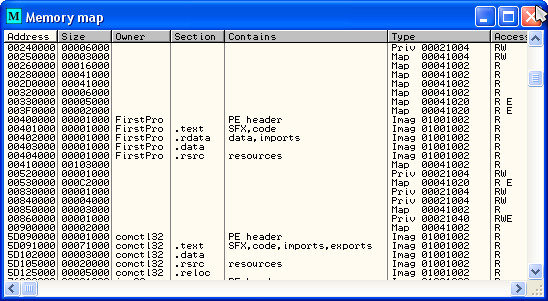 M Memory map
Address Size Owner Section Contains Type Access
00240000 00006000 Priv 00021004 RW
00250000 00003000 Map 00041004 RW
00260000 00016000 Map 00041002 R
00280000 00041000 Map 00041002 R
002D0000 00041000 Map 00041002 R
00320000 00006000 Map 00041002 R
00330000 00005000 Map 00041020 R E
003F0000 00002000 Map 00041020 R E
00400000 00001000 FirstPro PE header Imag 01001002 R
00401000 00001000 FirstPro .text SFX,code Imag 01001002 R
00402000 00001000 FirstPro .rdata data,imports Imag 01001002 R
00403000 00001000 FirstPro .data Imag 01001002 R
00404000 00001000 FirstPro .rsrc resources Imag 01001002 R
00410000 00103000 Map 00041002 R
00520000 00001000 Priv 00021004 RW
00530000 000C2000 Map 00041020 R E
00830000 00001000 Priv 00021004 RW
00840000 00004000 Priv 00021004 RW
00850000 00003000 Map 00041002 R
00860000 00001000 Priv 00021040 RWE
00900000 00002000 Map 00041002 R
5D090000 00001000 comctl32 PE header Imag 01001002 R
5D091000 00071000 comctl32 .text SFX,code,imports,exports Imag 01001002 R
5D102000 00003000 comctl32 .data Imag 01001002 R
5D105000 00020000 comctl32 .rsrc resources Imag 01001002 R
5D125000 00005000 comctl32 .reloc Imag 01001002 R